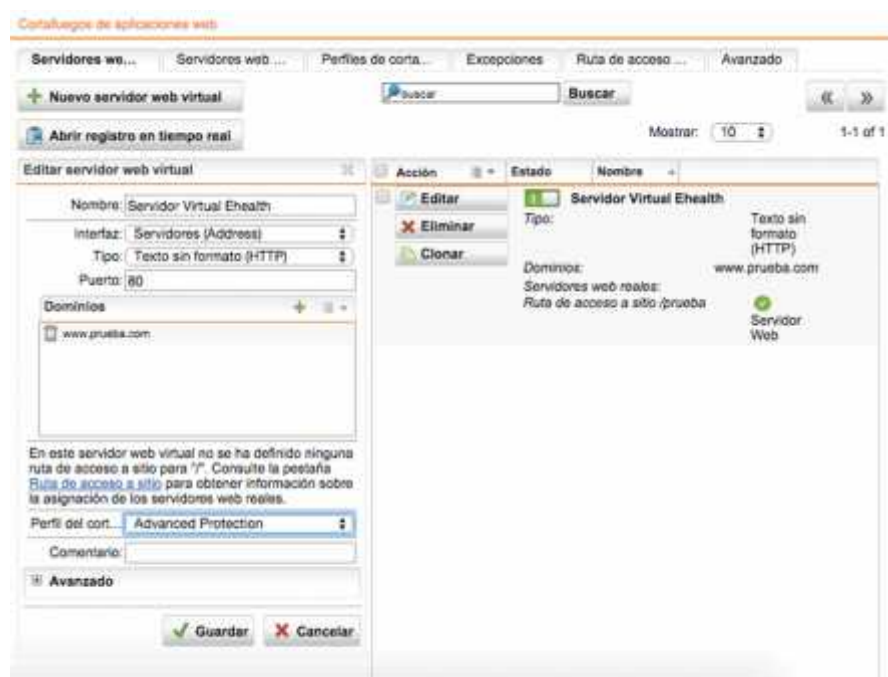 Cortafuegos de aplicaciones web
Servidores we... Servidores web ... Perfiles de corta... Excepciones Ruta de acceso ... Avanzado
Nuevo servidor web virtual
Buscar Buscar
Abrir registro en tiempo real
Mostrar: 10 1-1 of 1
Editar servidor web virtual
Nombre: Servidor Virtual Ehealth
Interfaz: Servidores (Address)
Tipo: Texto sin formato (HTTP)
Puerto: 80
Dominios
www.prueba.com
En este servidor web virtual no se ha definido ninguna
ruta de acceso a sitio para "/". Consulte la pestaña
Ruta de acceso a sitio para obtener información sobre
la asignación de los servidores web reales.
Perfil del cort... Advanced Protection
Comentario:
Avanzado
Guardar Cancelar
Acción Estado Nombre
Editar
Eliminar
Clonar
Servidor Virtual Ehealth
Tipo: Texto sin
formato
(HTTP)
Dominios: www.prueba.com
Servidores web reales:
Ruta de acceso a sitio /prueba
Servidor
Web